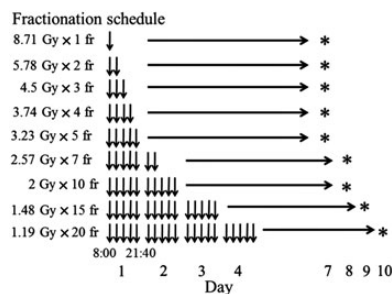 Fractionation schedule
8.71 Gy × 1 fr
*
5.78 Gy × 2 fr
*
4.5 Gy × 3 fr
*
3.74 Gy × 4 fr
*
3.23 Gy × 5 fr
*
2.57 Gy × 7 fr
*
2 Gy × 10 fr
*
1.48 Gy × 15 fr
*
1.19 Gy × 20 fr
*
8:00 21:40
1 2 3 4 7 8 9 10
Day